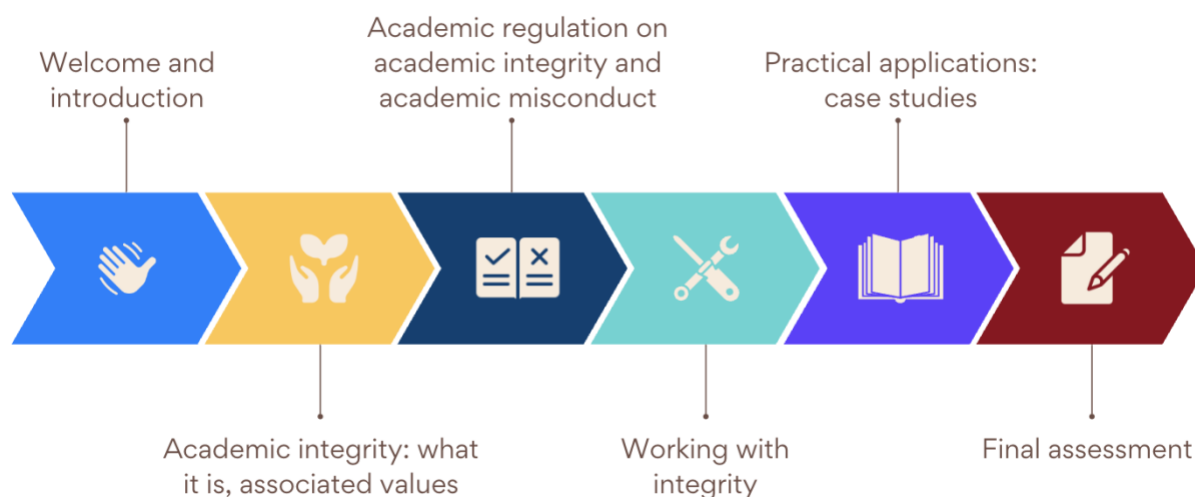 Welcome and
introduction
Academic regulation on
academic integrity and
academic misconduct
Practical applications:
case studies
Academic integrity: what
it is, associated values
Working with
integrity
Final assessment